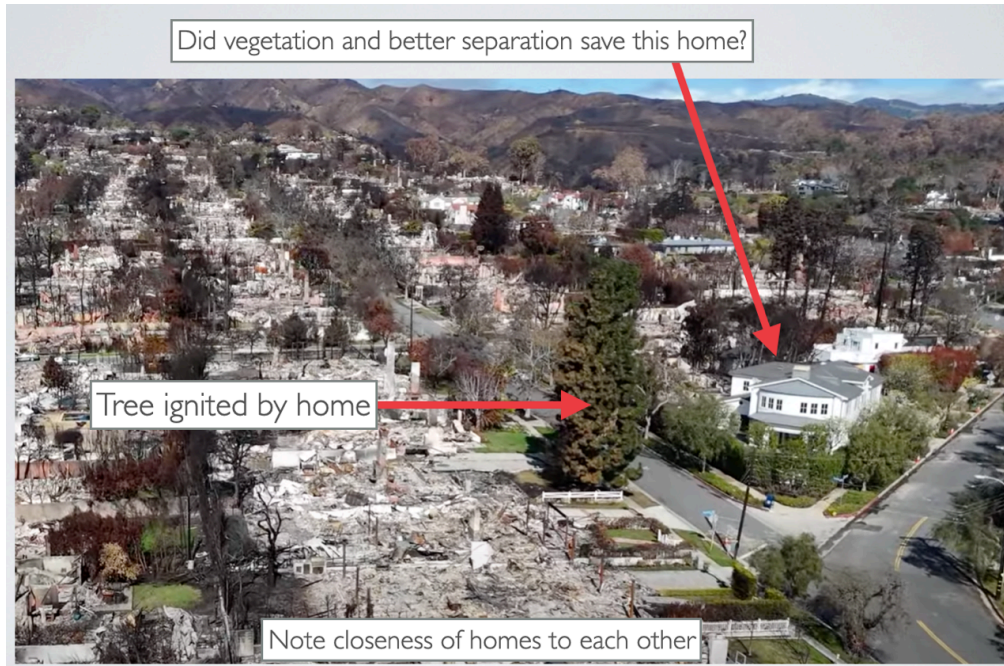 Did vegetation and better separation save this home?
Tree ignited by home
Note closeness of homes to each other